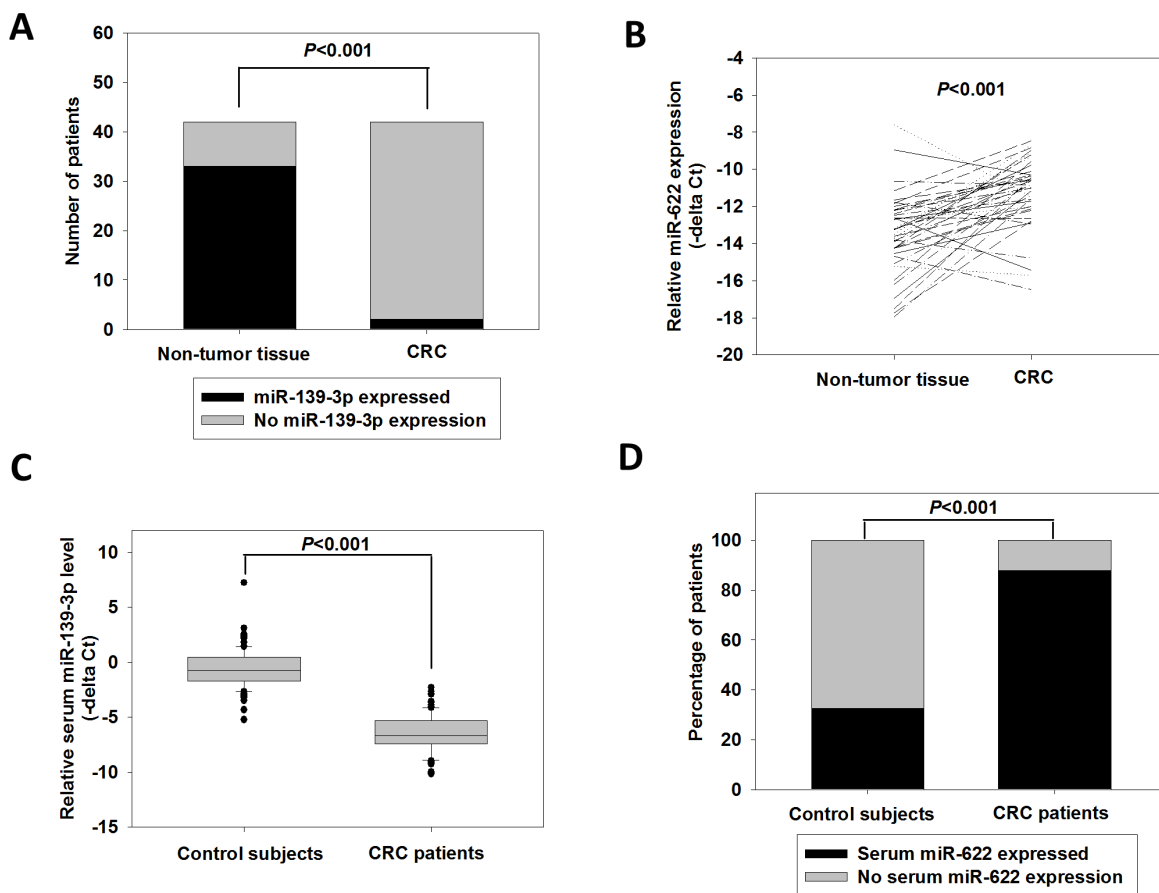 A
60
50
40
30
20
10
0
Number of patients
P<0.001
Non-tumor tissue
CRC
miR-139-3p expressed
No miR-139-3p expression
B
-4
-6
-8
-10
-12
-14
-16
-18
-20
Relative miR-622 expression
(-delta Ct)
P<0.001
Non-tumor tissue
CRC
C
10
5
0
-5
-10
-15
Relative serum miR-139-3p level
(-delta Ct)
P<0.001
Control subjects
CRC patients
D
100
80
60
40
20
0
Percentage of patients
P<0.001
Control subjects
CRC patients
Serum miR-622 expressed
No serum miR-622 expression